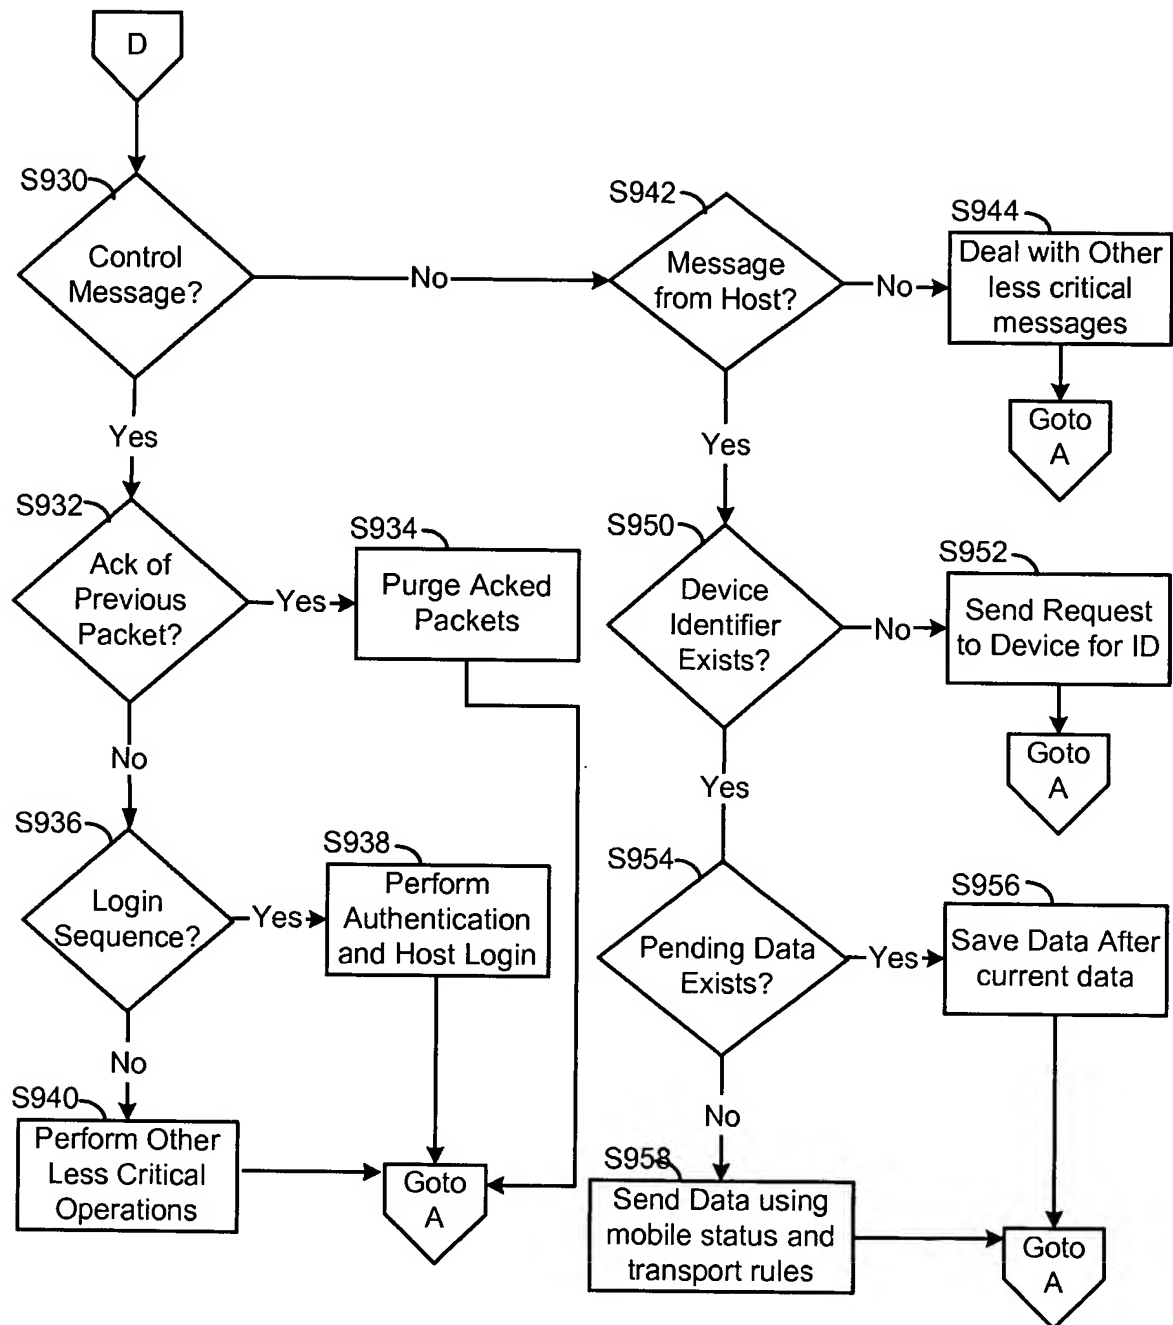 D
S930
Control
Message?
No
S942
Message
from Host?
No
S944
Deal with Other
less critical
messages
Goto
A
Yes
Yes
S932
Ack of
Previous
Packet?
Yes
S934
Purge Acked
Packets
S950
Device
Identifier
Exists?
No
S952
Send Request
to Device for ID
Goto
A
No
Yes
S936
Login
Sequence?
Yes
S938
Perform
Authentication
and Host Login
S954
Pending Data
Exists?
Yes
S956
Save Data After
current data
No
No
S940
Perform Other
Less Critical
Operations
Goto
A
S958
Send Data using
mobile status and
transport rules
Goto
A